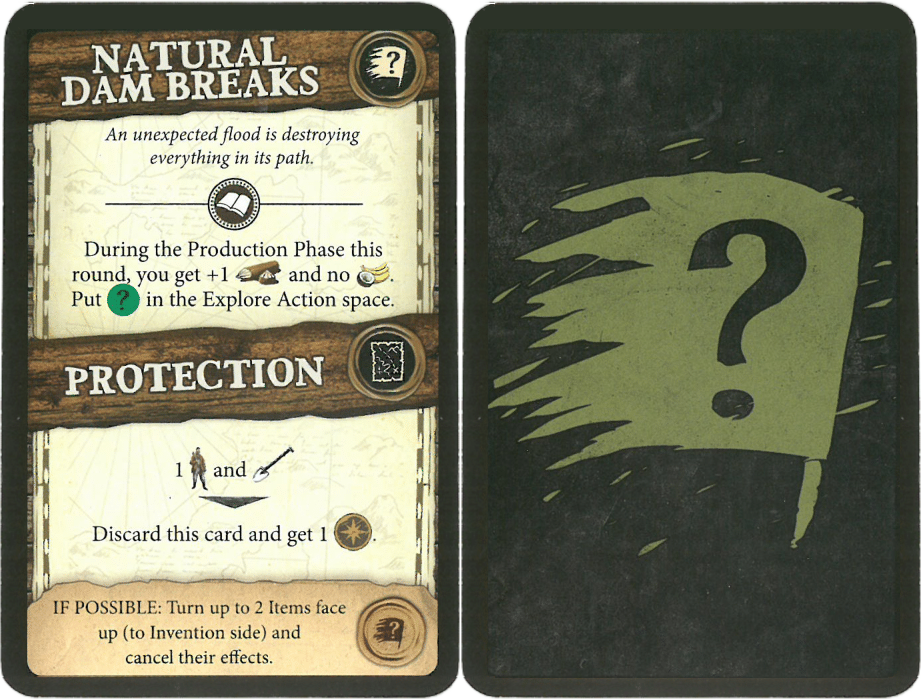 NATURAL
DAM BREAKS
?
An unexpected flood is destroying
everything in its path.
During the Production Phase this
round, you get +1 and no .
Put ? in the Explore Action space.
PROTECTION
1 and
Discard this card and get 1 .
IF POSSIBLE: Turn up to 2 Items face
up (to Invention side) and
cancel their effects.
?
?